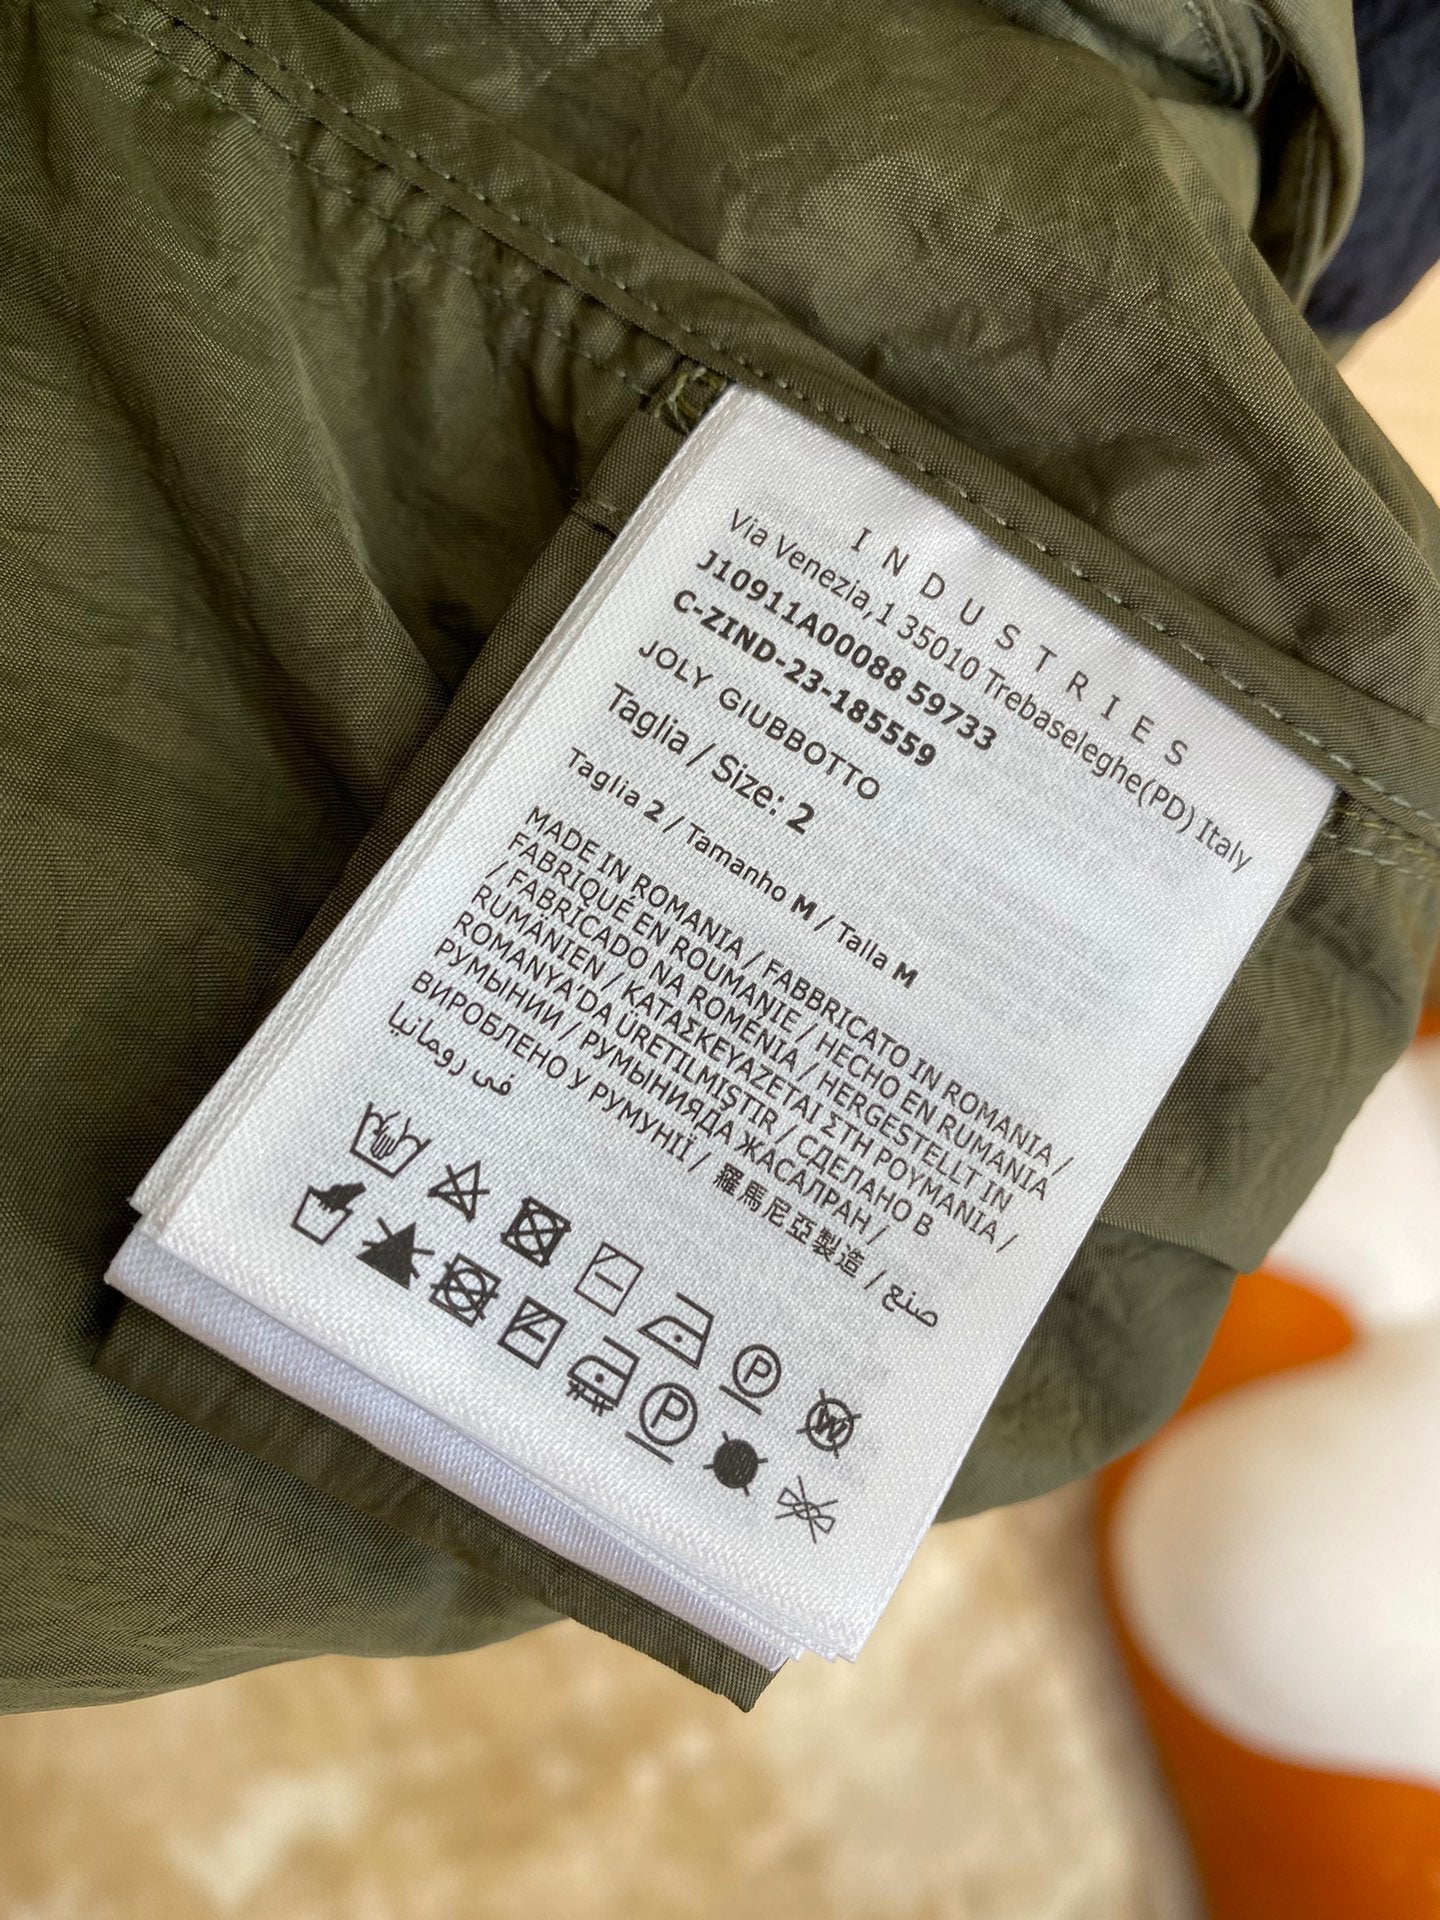 INDUSTRIES
Via Venezia,1 35010 Trebaseleghe(PD) Italy
J10911A00088 59733
C-ZIND-23-185559
JOLY GIUBBOTTO
Taglia / Size: 2
Taglia 2 / Tamanho M / Talla M
MADE IN ROMANIA / FABBRICATO IN ROMANIA /
FABRIQUÉ EN ROUMANIE / HECHO EN RUMANIA
/ FABRICADO NA ROMÉNIA / HERGESTELLT IN
RUMÄNIEN / ΚΑΤΑΣΚΕΥΑΖΕΤΑΙ ΣΤΗ ΡΟΥΜΑΝΙΑ /
ROMANYA'DA ÜRETILMIŞTIR / СДЕЛАНО В
РУМЫНИИ / РУМЫНИЯДА ЖАСАЛРАН /
ВИРОБЛЕНО У РУМУНІЇ / 羅馬尼亞製造 / صنع
في رومانيا
P
W
P